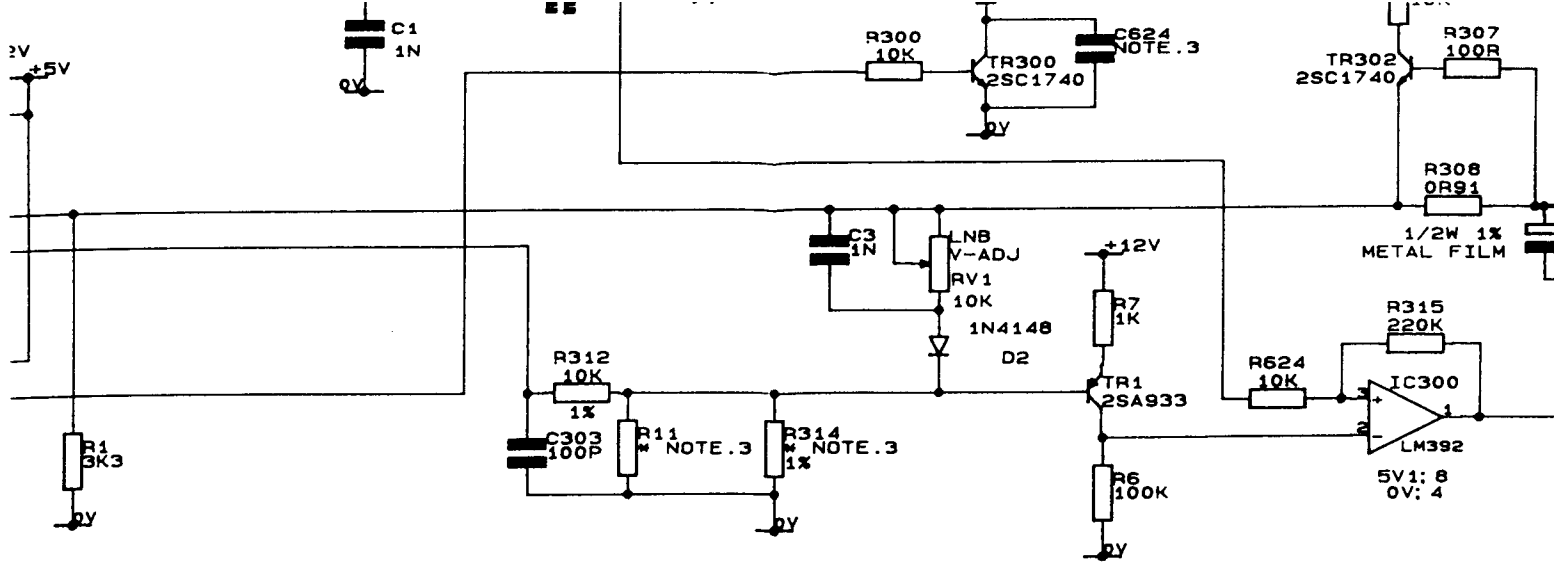 C1
1N
2V
+5V
0V
R300
10K
TR300
2SC1740
C624
NOTE.3
0V
TR302
2SC1740
R307
100R
R308
0R91
1/2W 1%
METAL FILM
C3
1N
LNB
V-ADJ
RV1
10K
+12V
R7
1K
1N4148
D2
R315
220K
R312
10K
1%
R624
10K
IC300
3
+
1
2
-
LM392
5V1: 8
0V: 4
TR1
2SA933
C303
100P
R11
* NOTE.3
R314
* NOTE.3
1%
R1
3K3
0V
R6
100K
0V
0V